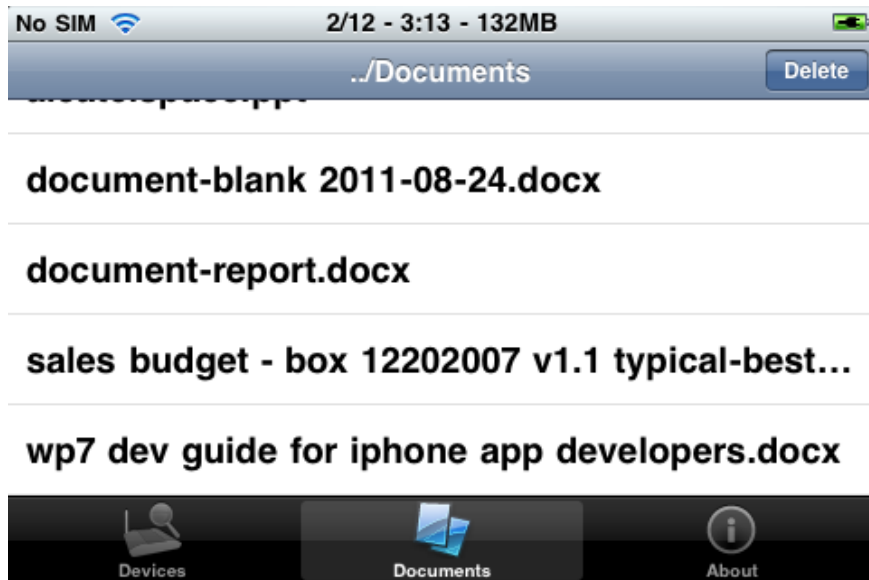 No SIM 2/12 - 3:13 - 132MB
../Documents Delete
document-blank 2011-08-24.docx
document-report.docx
sales budget - box 12202007 v1.1 typical-best...
wp7 dev guide for iphone app developers.docx
Devices Documents About